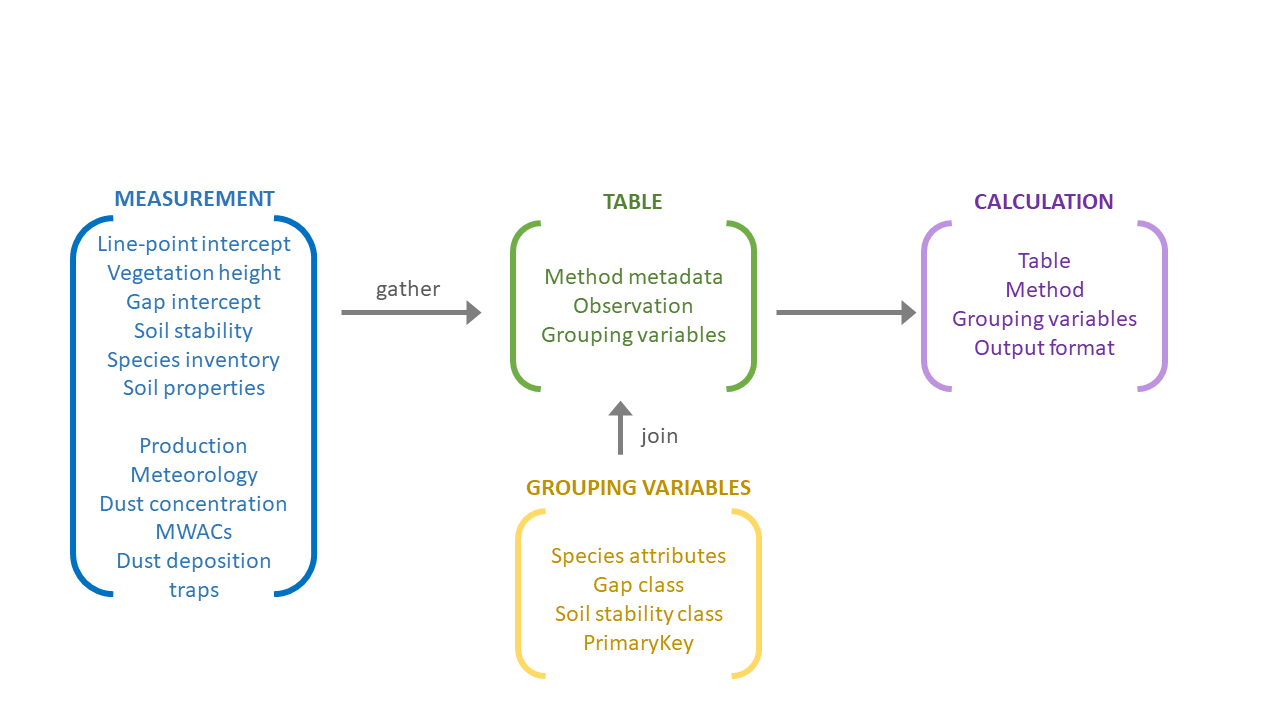 MEASUREMENT
Line-point intercept
Vegetation height
Gap intercept
Soil stability
Species inventory
Soil properties
Production
Meteorology
Dust concentration
MWACs
Dust deposition
traps
gather
TABLE
Method metadata
Observation
Grouping variables
join
GROUPING VARIABLES
Species attributes
Gap class
Soil stability class
PrimaryKey
CALCULATION
Table
Method
Grouping variables
Output format